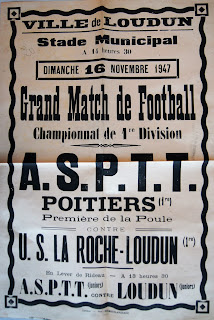 VILLE de LOUDUN
Stade Municipal
A 15 heures 30
DIMANCHE 16 NOVEMBRE 1947
Grand Match de Football
Championnat de 1re Division
A.S.P.T.T.
POITIERS (1re)
Première de la Poule
CONTRE
U.S. LA ROCHE-LOUDUN (1re)
En Lever de Rideau - A 13 heures 30
A.S.P.T.T. (juniors) CONTRE LOUDUN (juniors)